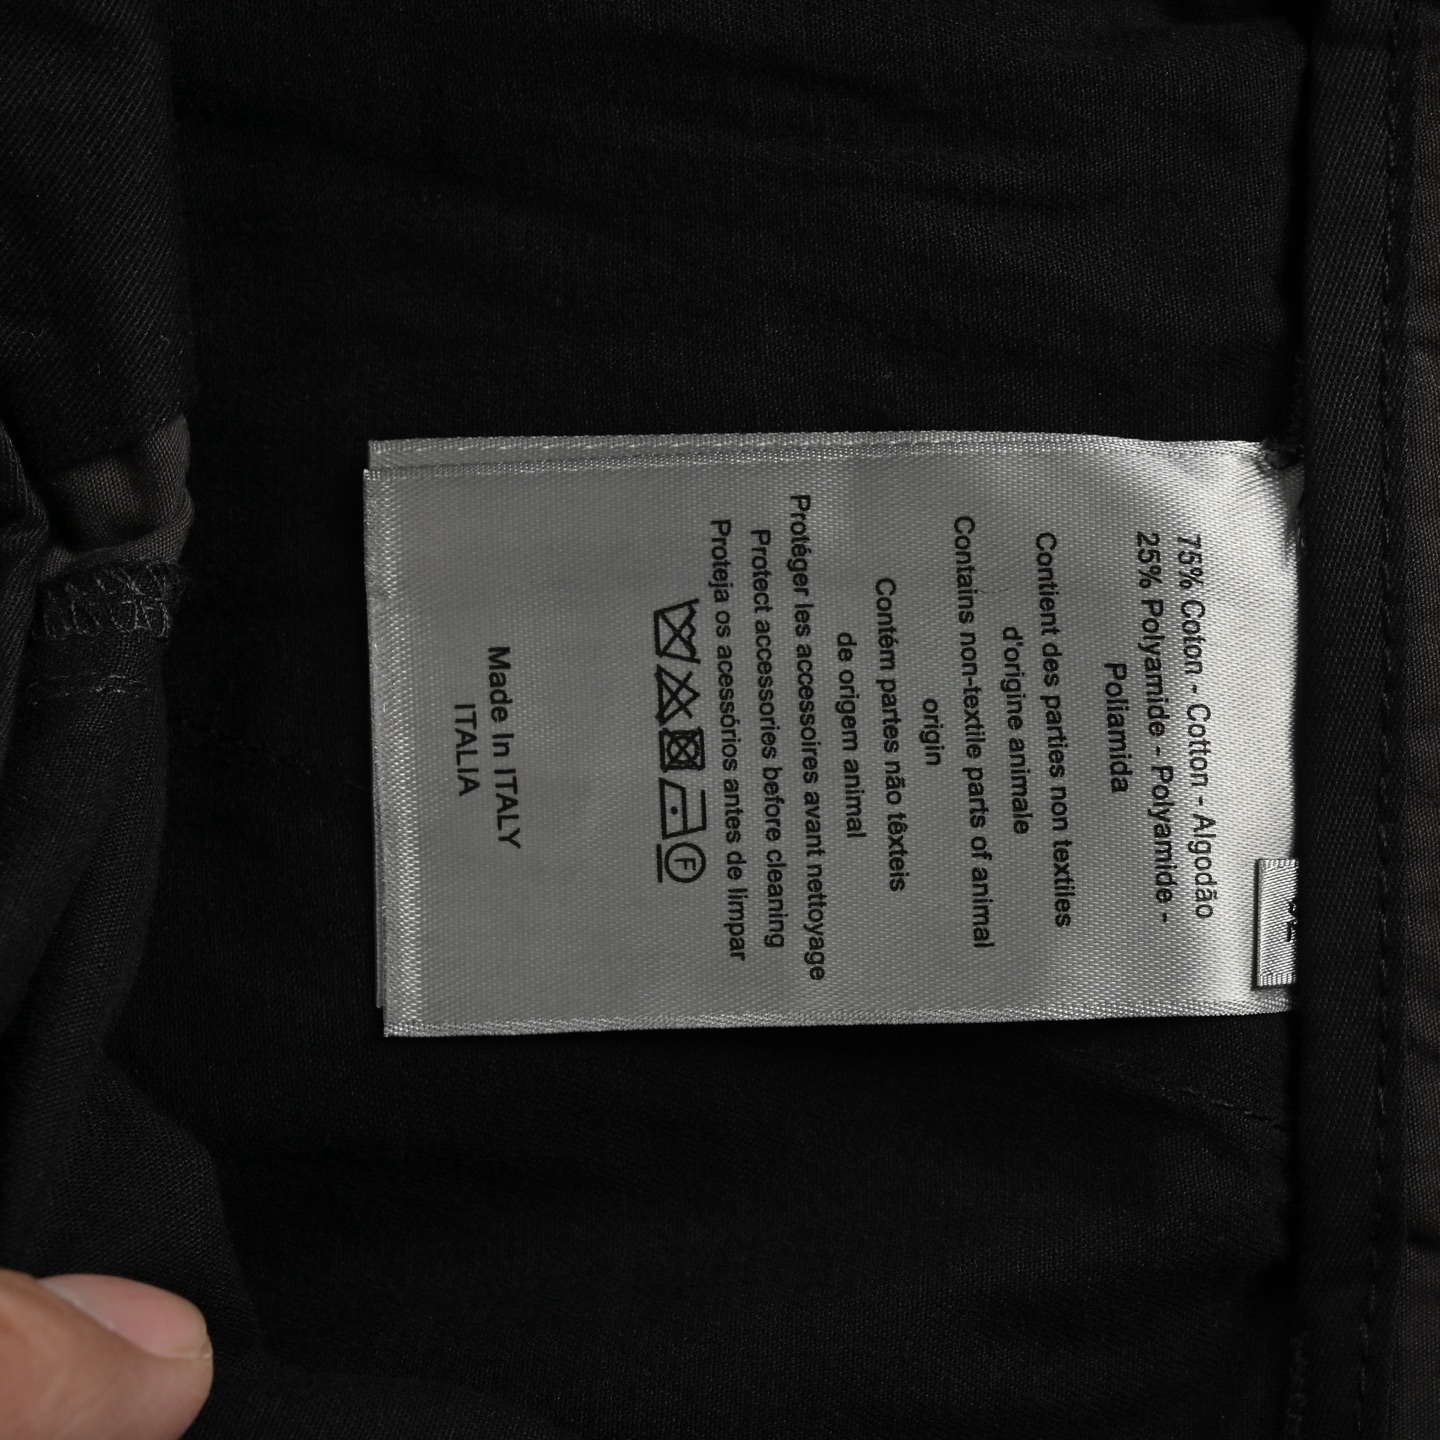 75% Coton - Cotton - Algodão
25% Polyamide - Polyamide -
Poliamida
Contient des parties non textiles
d'origine animale
Contains non-textile parts of animal
origin
Contém partes não têxteis
de origem animal
Protéger les accessoires avant nettoyage
Protect accessories before cleaning
Proteja os acessórios antes de limpar
F
Made In ITALY
ITALIA